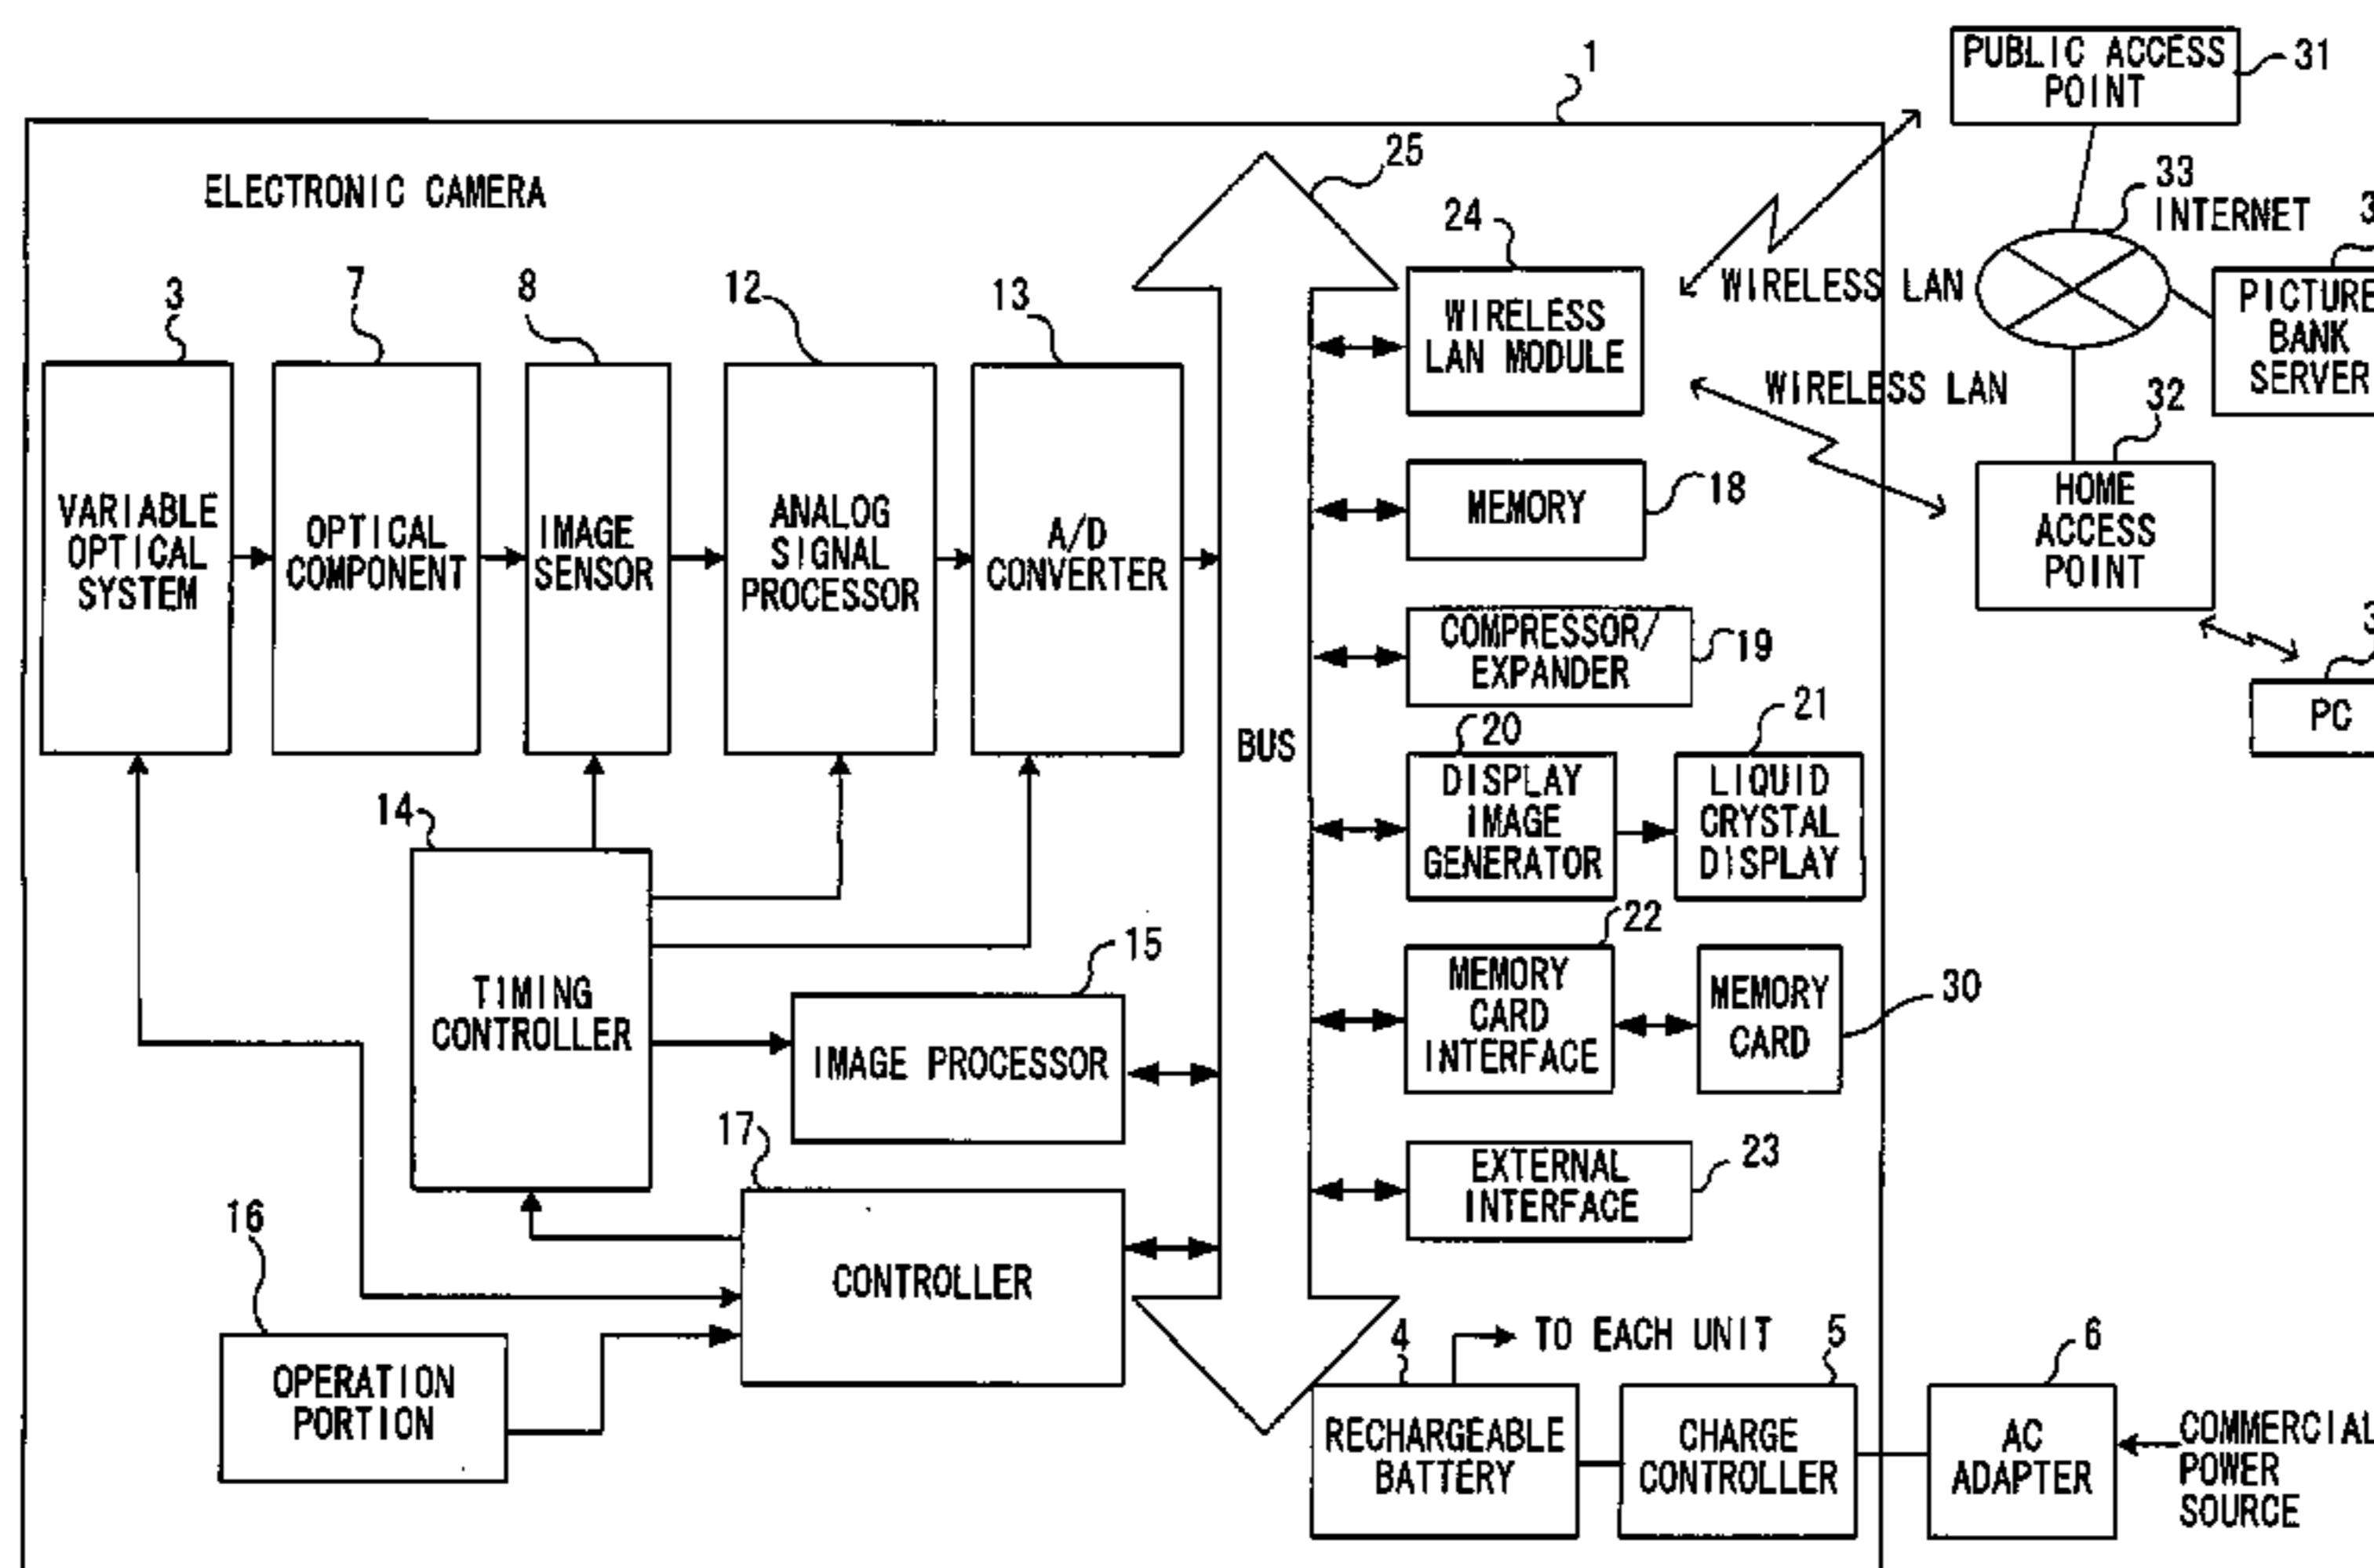 1
PUBLIC ACCESS
POINT
31
25
ELECTRONIC CAMERA
33
INTERNET
24
3
7
8
12
13
WIRELESS
LAN MODULE
WIRELESS LAN
PICTURE
BANK
SERVER
WIRELESS LAN
32
MEMORY
18
HOME
ACCESS
POINT
VARIABLE
OPTICAL
SYSTEM
OPTICAL
COMPONENT
IMAGE
SENSOR
ANALOG
SIGNAL
PROCESSOR
A/D
CONVERTER
COMPRESSOR/
EXPANDER
19
PC
BUS
20
21
DISPLAY
IMAGE
GENERATOR
LIQUID
CRYSTAL
DISPLAY
14
22
15
TIMING
CONTROLLER
MEMORY
CARD
INTERFACE
MEMORY
CARD
30
IMAGE PROCESSOR
17
EXTERNAL
INTERFACE
23
16
CONTROLLER
4
TO EACH UNIT
5
6
OPERATION
PORTION
RECHARGEABLE
BATTERY
CHARGE
CONTROLLER
AC
ADAPTER
COMMERCIAL
POWER
SOURCE